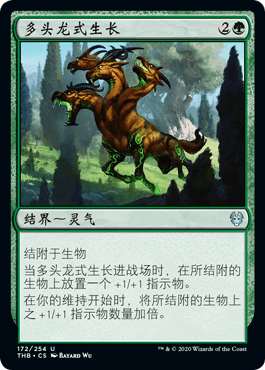 多头龙式生长 2
结界～灵气
结附于生物
当多头龙式生长进战场时，在所结附的
生物上放置一个 +1/+1 指示物。
在你的维持开始时，将所结附的生物上
之 +1/+1 指示物数量加倍。
172/254 U
THB • CS BAYARD WU
™ & © 2020 Wizards of the Coast